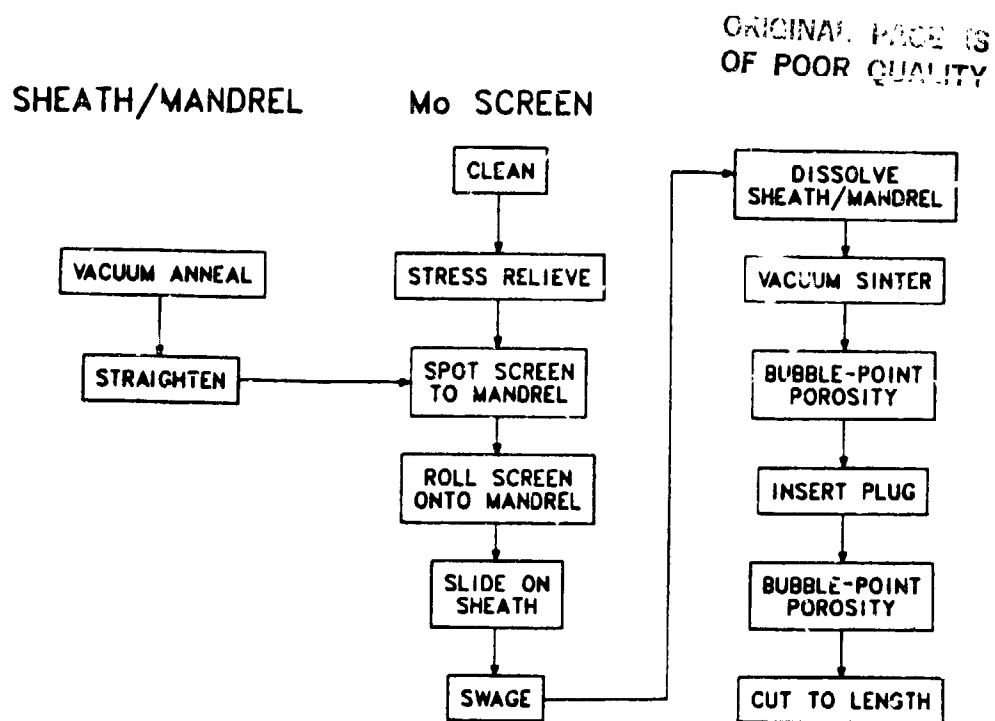 ORIGINAL PAGE IS
OF POOR QUALITY
SHEATH/MANDREL
Mo SCREEN
VACUUM ANNEAL
STRAIGHTEN
CLEAN
STRESS RELIEVE
SPOT SCREEN
TO MANDREL
ROLL SCREEN
ONTO MANDREL
SLIDE ON
SHEATH
SWAGE
DISSOLVE
SHEATH/MANDREL
VACUUM SINTER
BUBBLE-POINT
POROSITY
INSERT PLUG
BUBBLE-POINT
POROSITY
CUT TO LENGTH